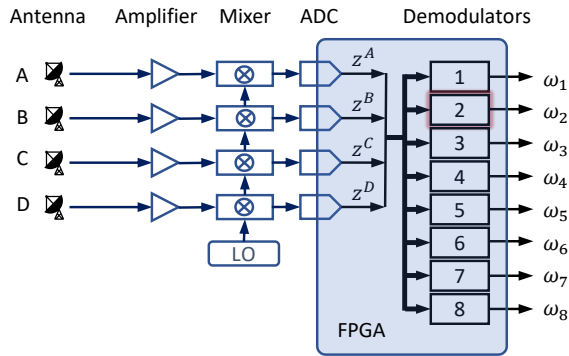 Antenna Amplifier Mixer ADC Demodulators
A z^A 1 ω₁
B z^B 2 ω₂
C z^C 3 ω₃
D z^D 4 ω₄
5 ω₅
LO 6 ω₆
7 ω₇
8 ω₈
FPGA